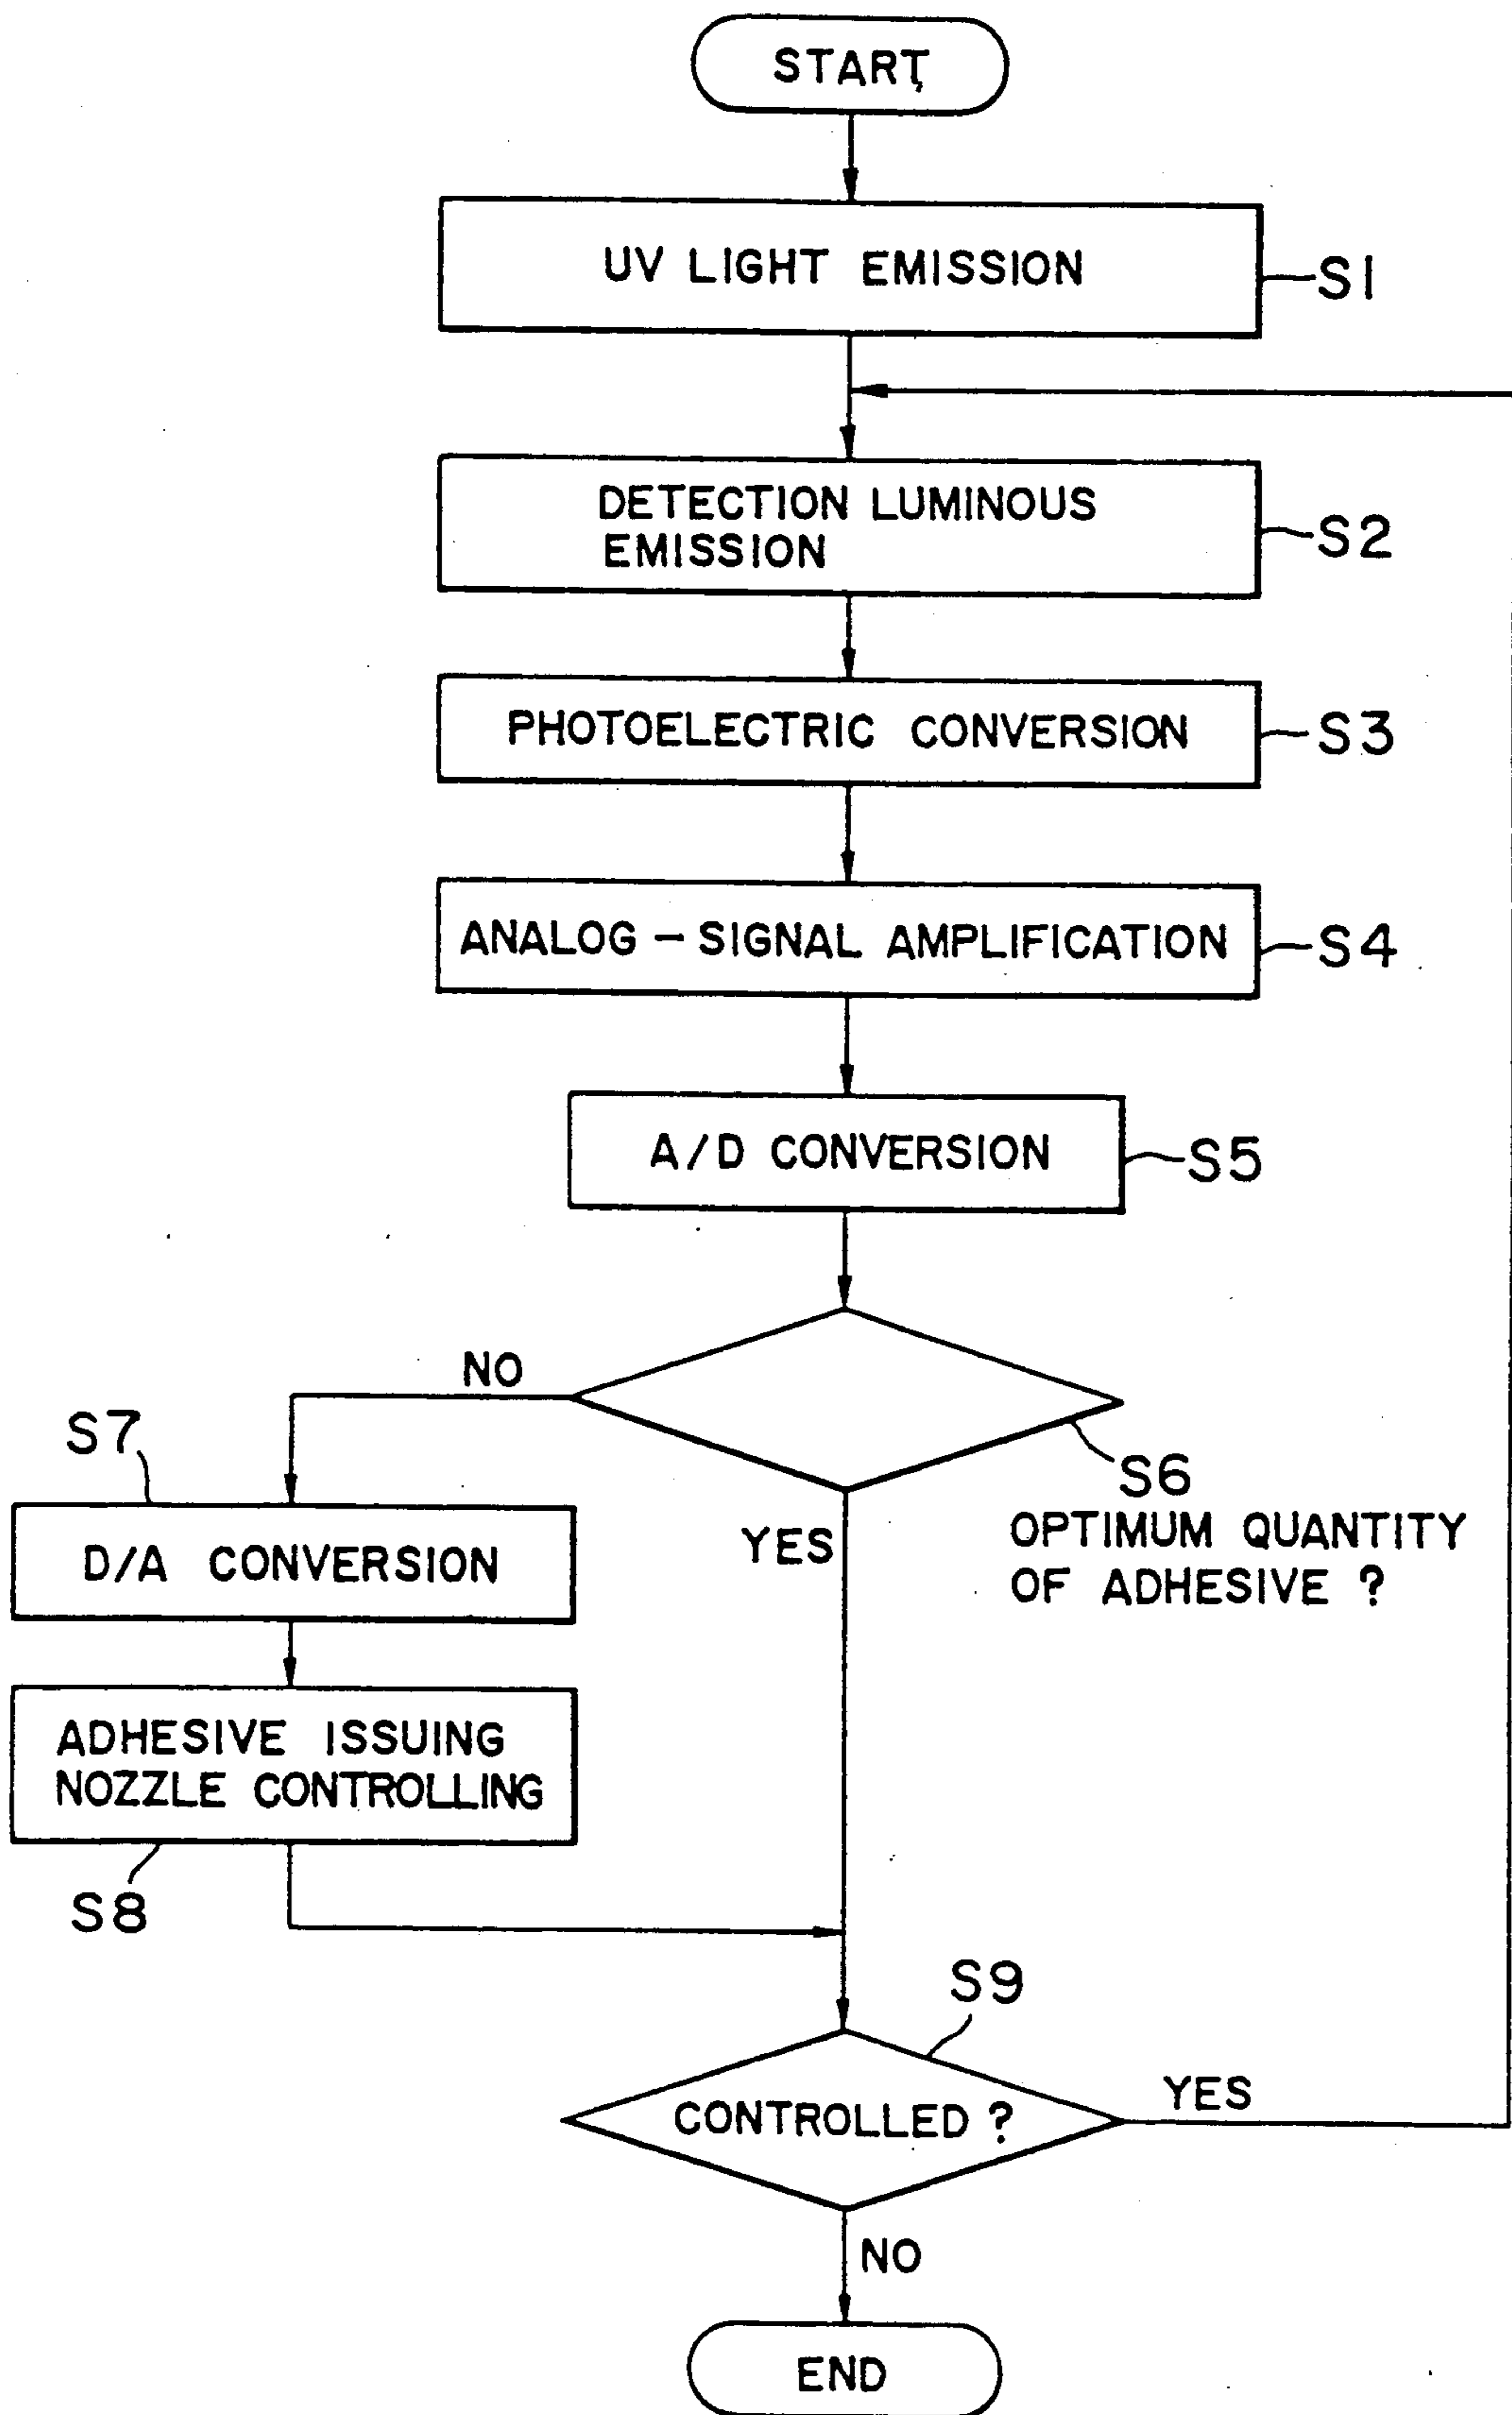 START
UV LIGHT EMISSION
S1
DETECTION LUMINOUS
EMISSION
S2
PHOTOELECTRIC CONVERSION
S3
ANALOG - SIGNAL AMPLIFICATION
S4
A/D CONVERSION
S5
NO
S7
S6
OPTIMUM QUANTITY
OF ADHESIVE ?
YES
D/A CONVERSION
ADHESIVE ISSUING
NOZZLE CONTROLLING
S8
S9
CONTROLLED ?
YES
NO
END